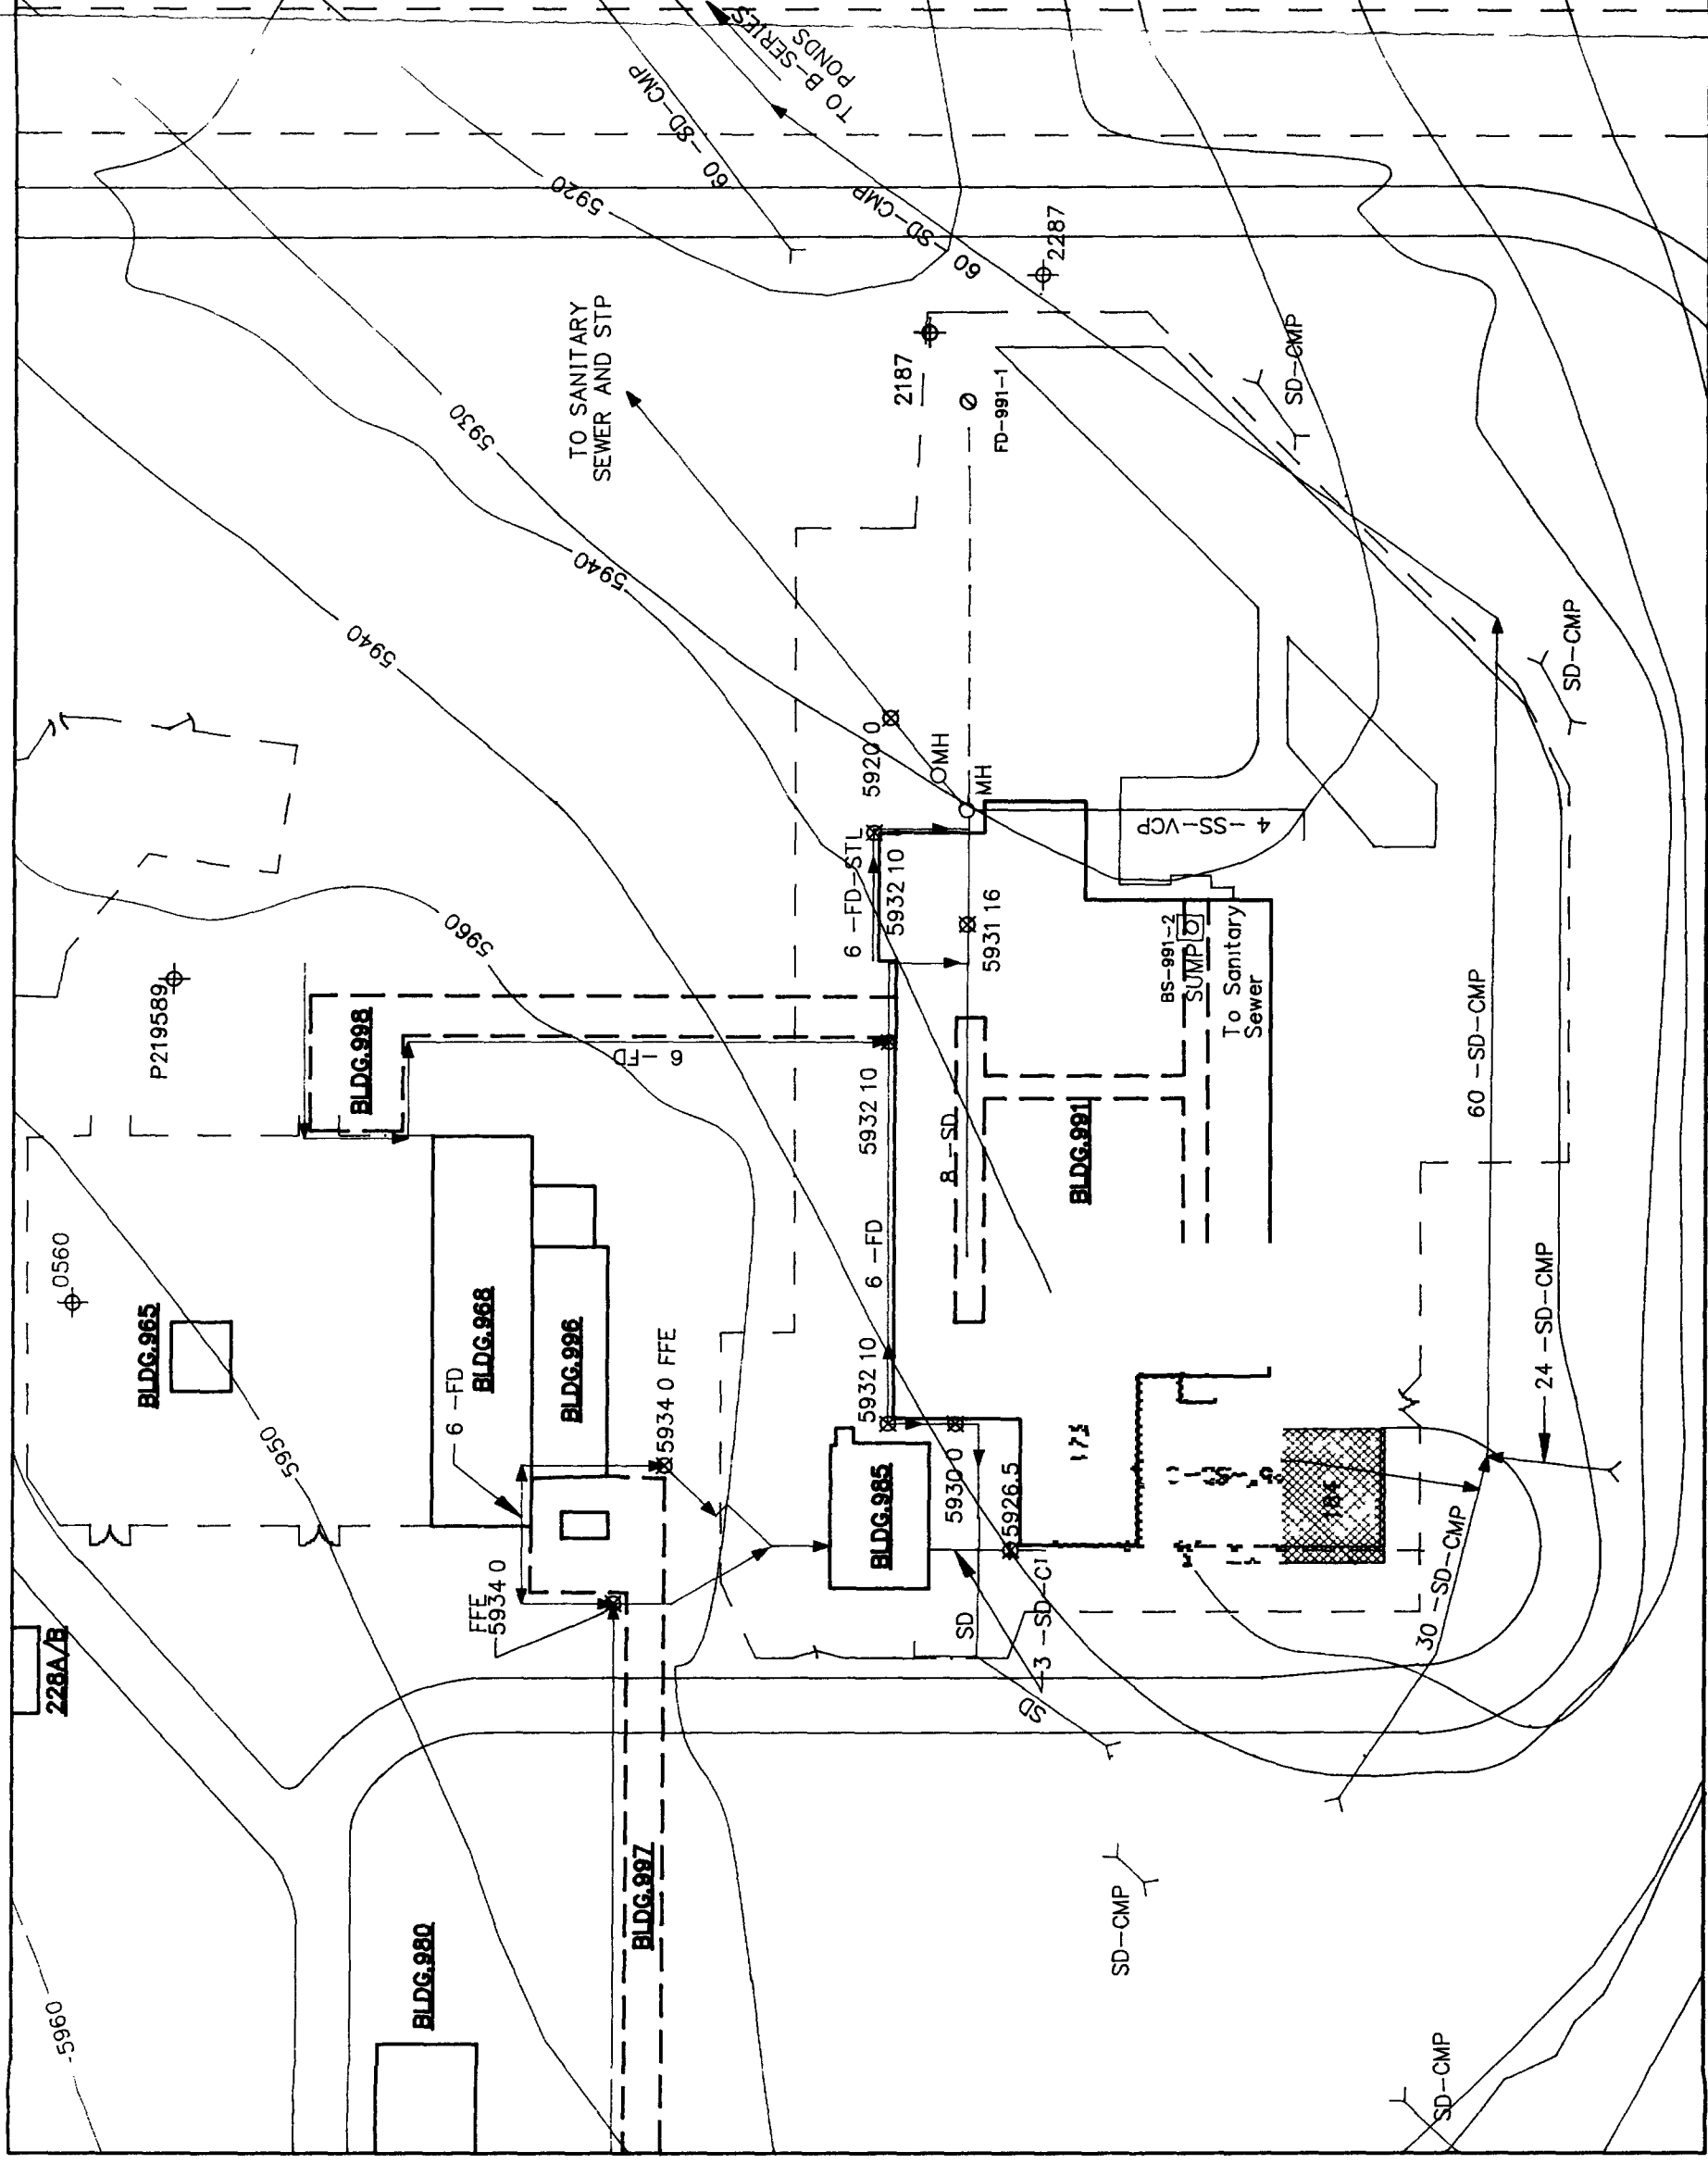 TO B-SERIES
PONDS
60 -SD-CMP
60 -SD-CMP
5920
2287
TO SANITARY
SEWER AND STP
2187
FD-991-1
SD-CMP
5930
5940
5940
SD-CMP
5920 0
MH
MH
4 -SS-VCP
6 -FD-STL
5932 10
5931 16
BS-991-2
SUMP
To Sanitary
Sewer
5960
P219589
BLDG.998
6 -FD
5932 10
8 -SD
BLDG.991
60 -SD-CMP
0560
BLDG.965
BLDG.968
BLDG.996
6 -FD
5934 0 FFE
6 -FD
5932 10
24 -SD-CMP
5950
BLDG.985
5930 0
5926.5
175
184
FFE
5934 0
SD
3 -SD-CI
SD
30 -SD-CMP
228A/B
BLDG.997
BLDG.980
5960
SD-CMP
SD-CMP